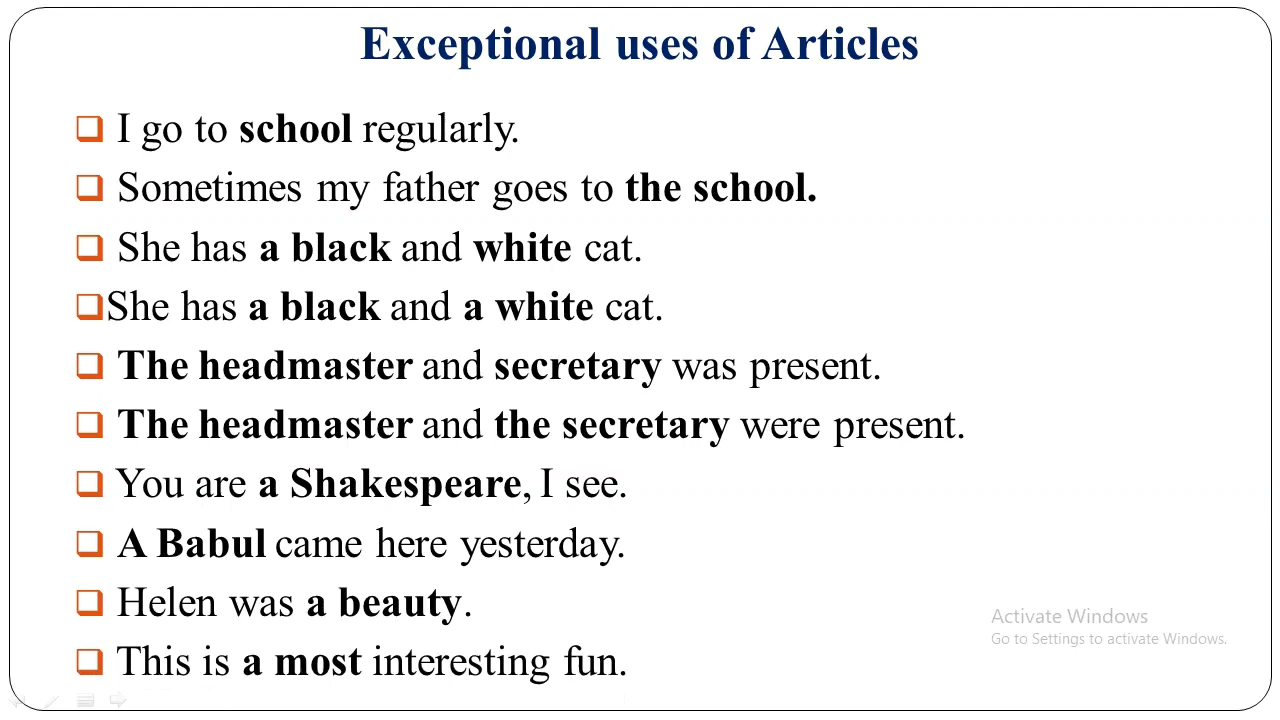 Exceptional uses of Articles
I go to school regularly.
Sometimes my father goes to the school.
She has a black and white cat.
She has a black and a white cat.
The headmaster and secretary was present.
The headmaster and the secretary were present.
You are a Shakespeare, I see.
A Babul came here yesterday.
Helen was a beauty.
This is a most interesting fun.
Activate Windows
Go to Settings to activate Windows.